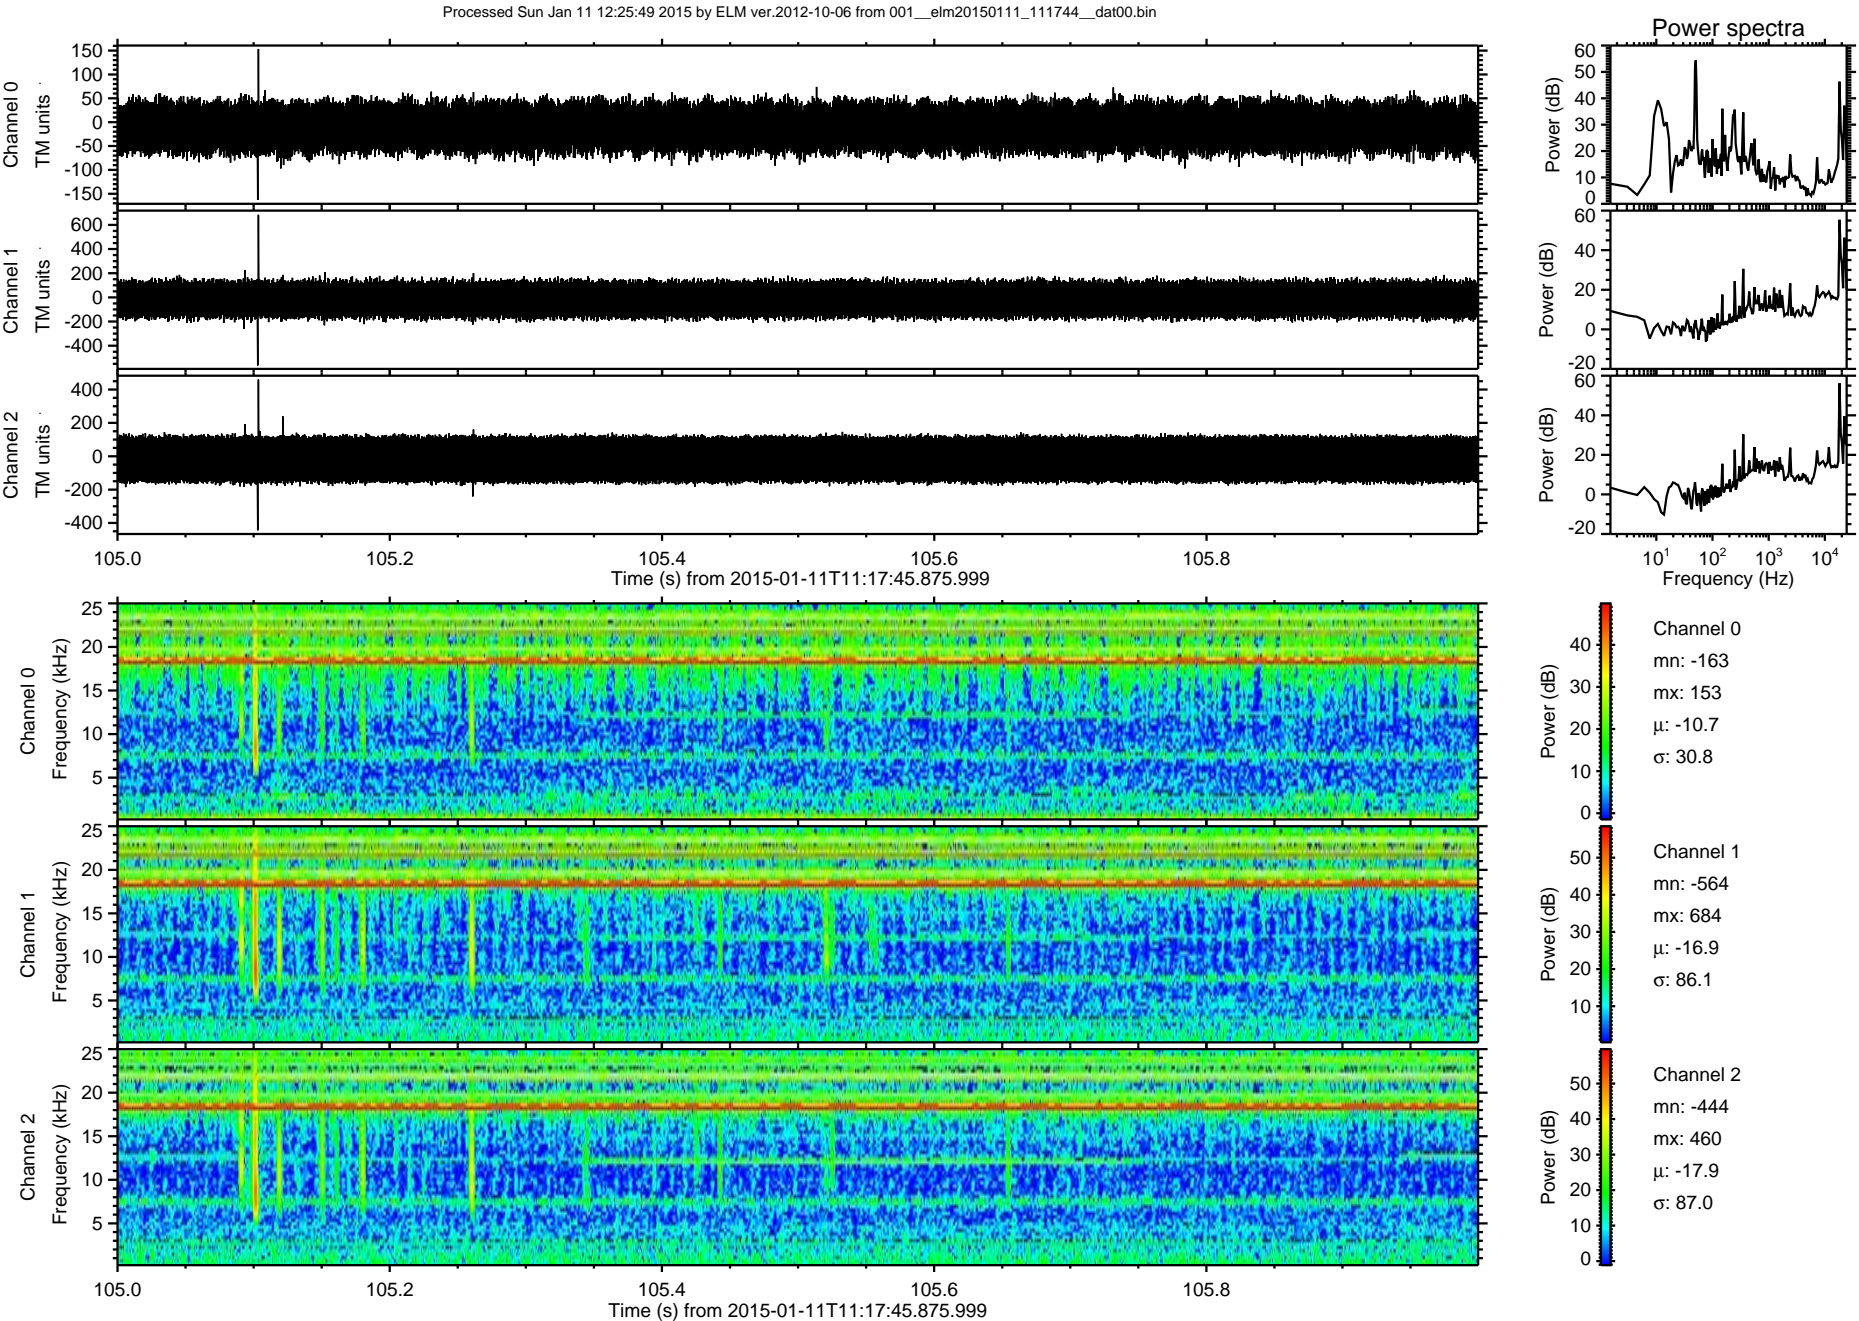 Processed Sun Jan 11 12:25:49 2015 by ELM ver.2012-10-06 from 001__elm20150111_111744__dat00.bin
Power spectra
Channel 0
TM units
150
100
50
0
-50
-100
-150
Power (dB)
60
50
40
30
20
10
0
Channel 1
TM units
600
400
200
0
-200
-400
Power (dB)
60
40
20
0
-20
Channel 2
TM units
400
200
0
-200
-400
Power (dB)
60
40
20
0
-20
105.0 105.2 105.4 105.6 105.8
Time (s) from 2015-01-11T11:17:45.875.999
10¹ 10² 10³ 10⁴
Frequency (Hz)
Channel 0
Frequency (kHz)
25
20
15
10
5
Power (dB)
40
30
20
10
0
Channel 0
mn: -163
mx: 153
μ: -10.7
σ: 30.8
Channel 1
Frequency (kHz)
25
20
15
10
5
Power (dB)
50
40
30
20
10
Channel 1
mn: -564
mx: 684
μ: -16.9
σ: 86.1
Channel 2
Frequency (kHz)
25
20
15
10
5
Power (dB)
50
40
30
20
10
0
Channel 2
mn: -444
mx: 460
μ: -17.9
σ: 87.0
105.0 105.2 105.4 105.6 105.8
Time (s) from 2015-01-11T11:17:45.875.999